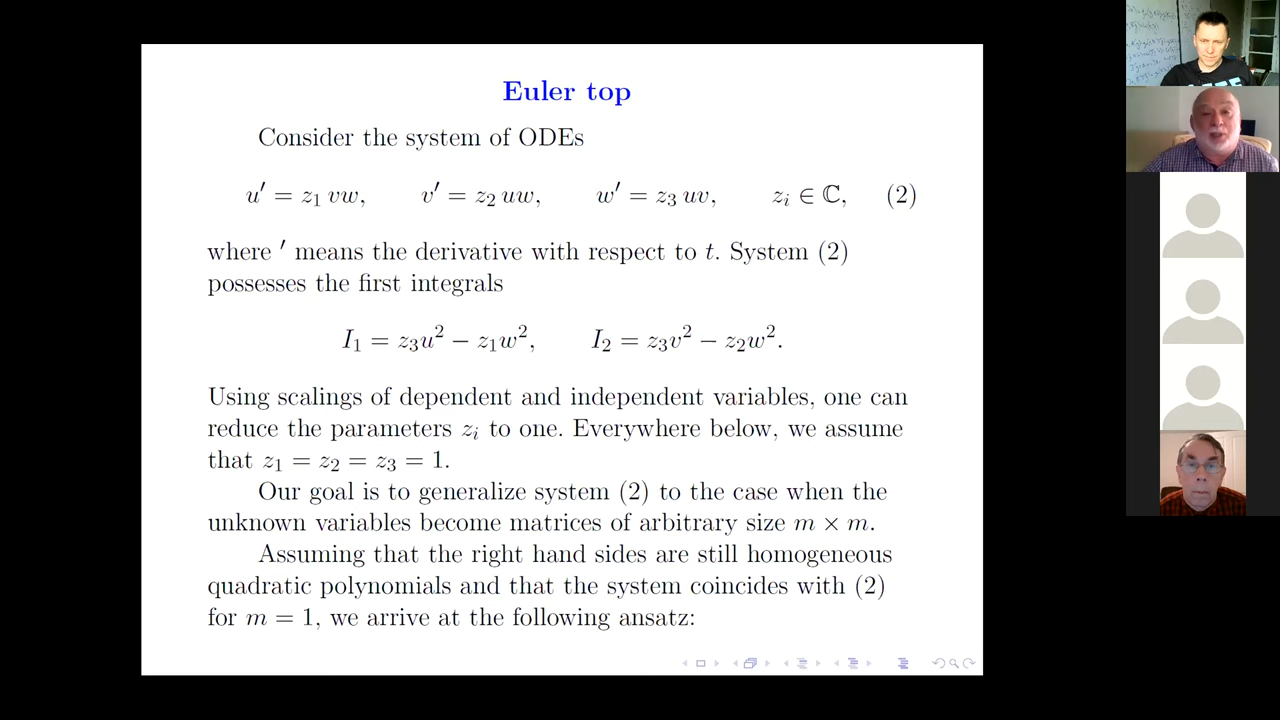 Euler top
Consider the system of ODEs
u′ = z₁ vw,  v′ = z₂ uw,  w′ = z₃ uv,  zᵢ ∈ ℂ,  (2)
where ′ means the derivative with respect to t. System (2)
possesses the first integrals
I₁ = z₃u² − z₁w²,  I₂ = z₃v² − z₂w².
Using scalings of dependent and independent variables, one can
reduce the parameters zᵢ to one. Everywhere below, we assume
that z₁ = z₂ = z₃ = 1.
Our goal is to generalize system (2) to the case when the
unknown variables become matrices of arbitrary size m × m.
Assuming that the right hand sides are still homogeneous
quadratic polynomials and that the system coincides with (2)
for m = 1, we arrive at the following ansatz: